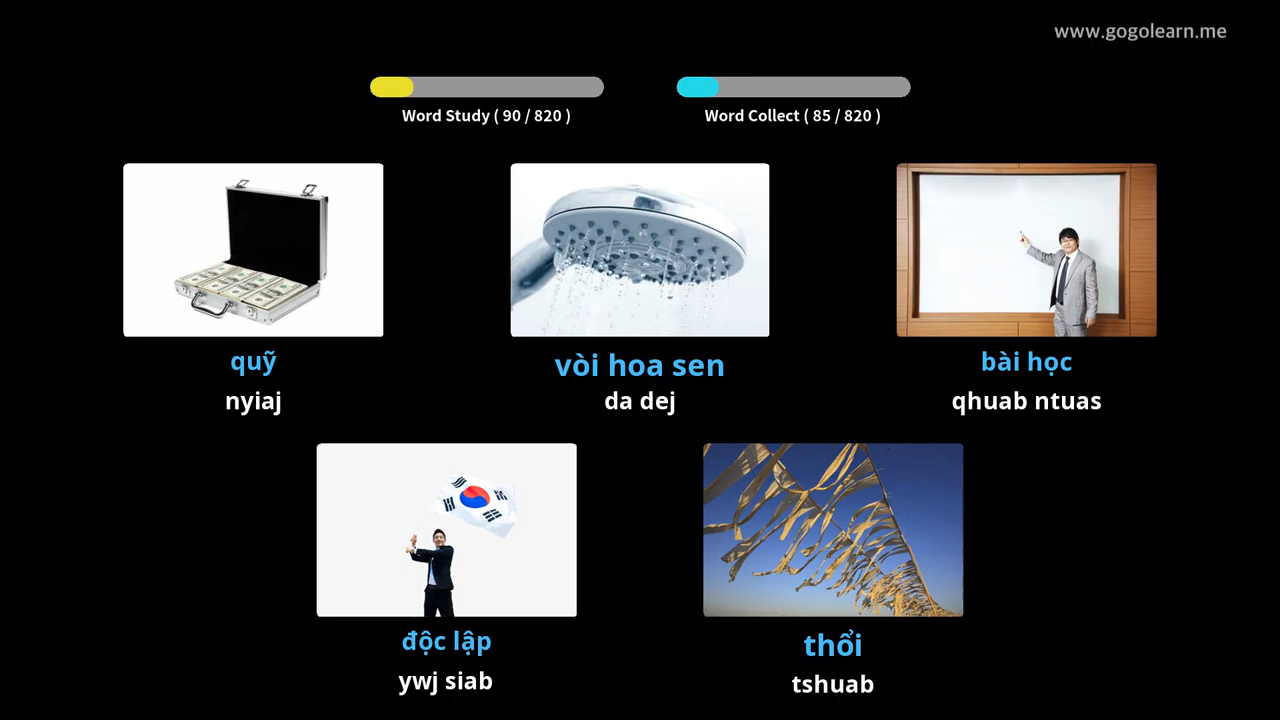 www.gogolearn.me
Word Study ( 90 / 820 )
Word Collect ( 85 / 820 )
quỹ
nyiaj
vòi hoa sen
da dej
bài học
qhuab ntuas
độc lập
ywj siab
thổi
tshuab